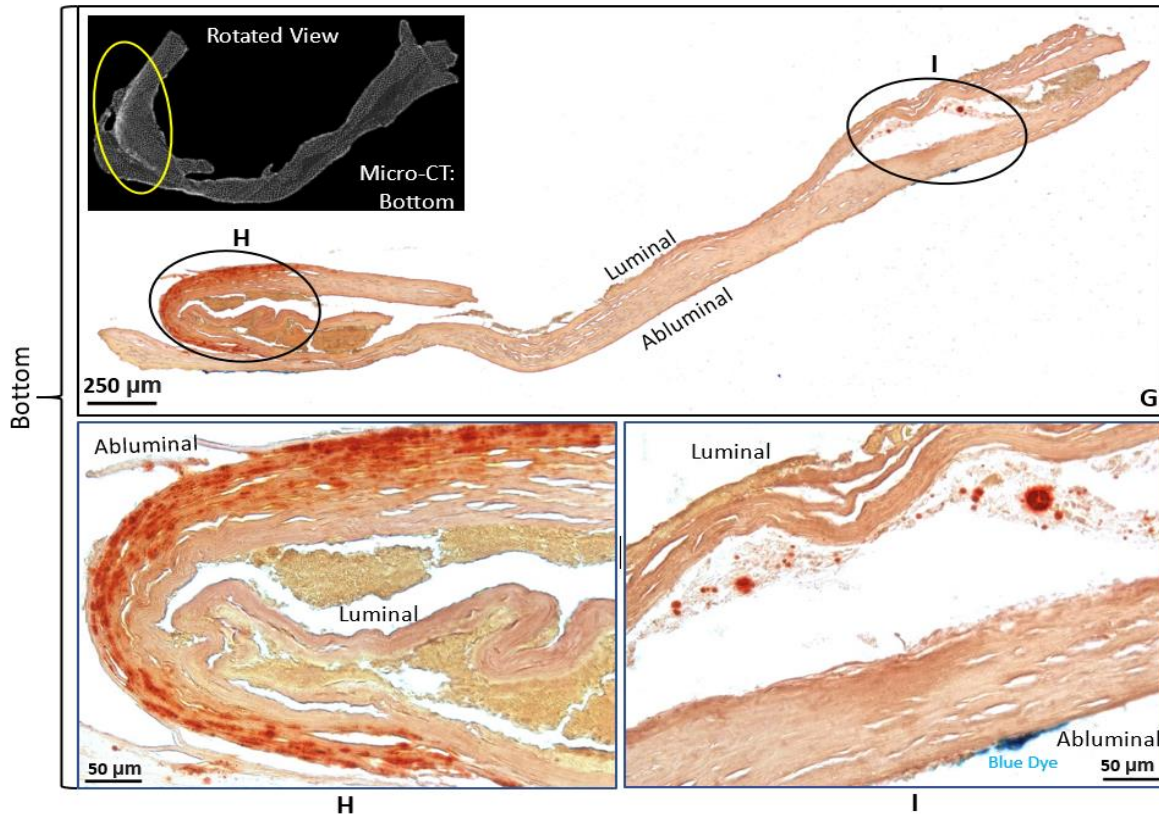 Rotated View
Micro-CT:
Bottom
I
H
Luminal
Abluminal
250 µm
G
Bottom
Abluminal
Luminal
50 µm
H
Luminal
Abluminal
Blue Dye
50 µm
I